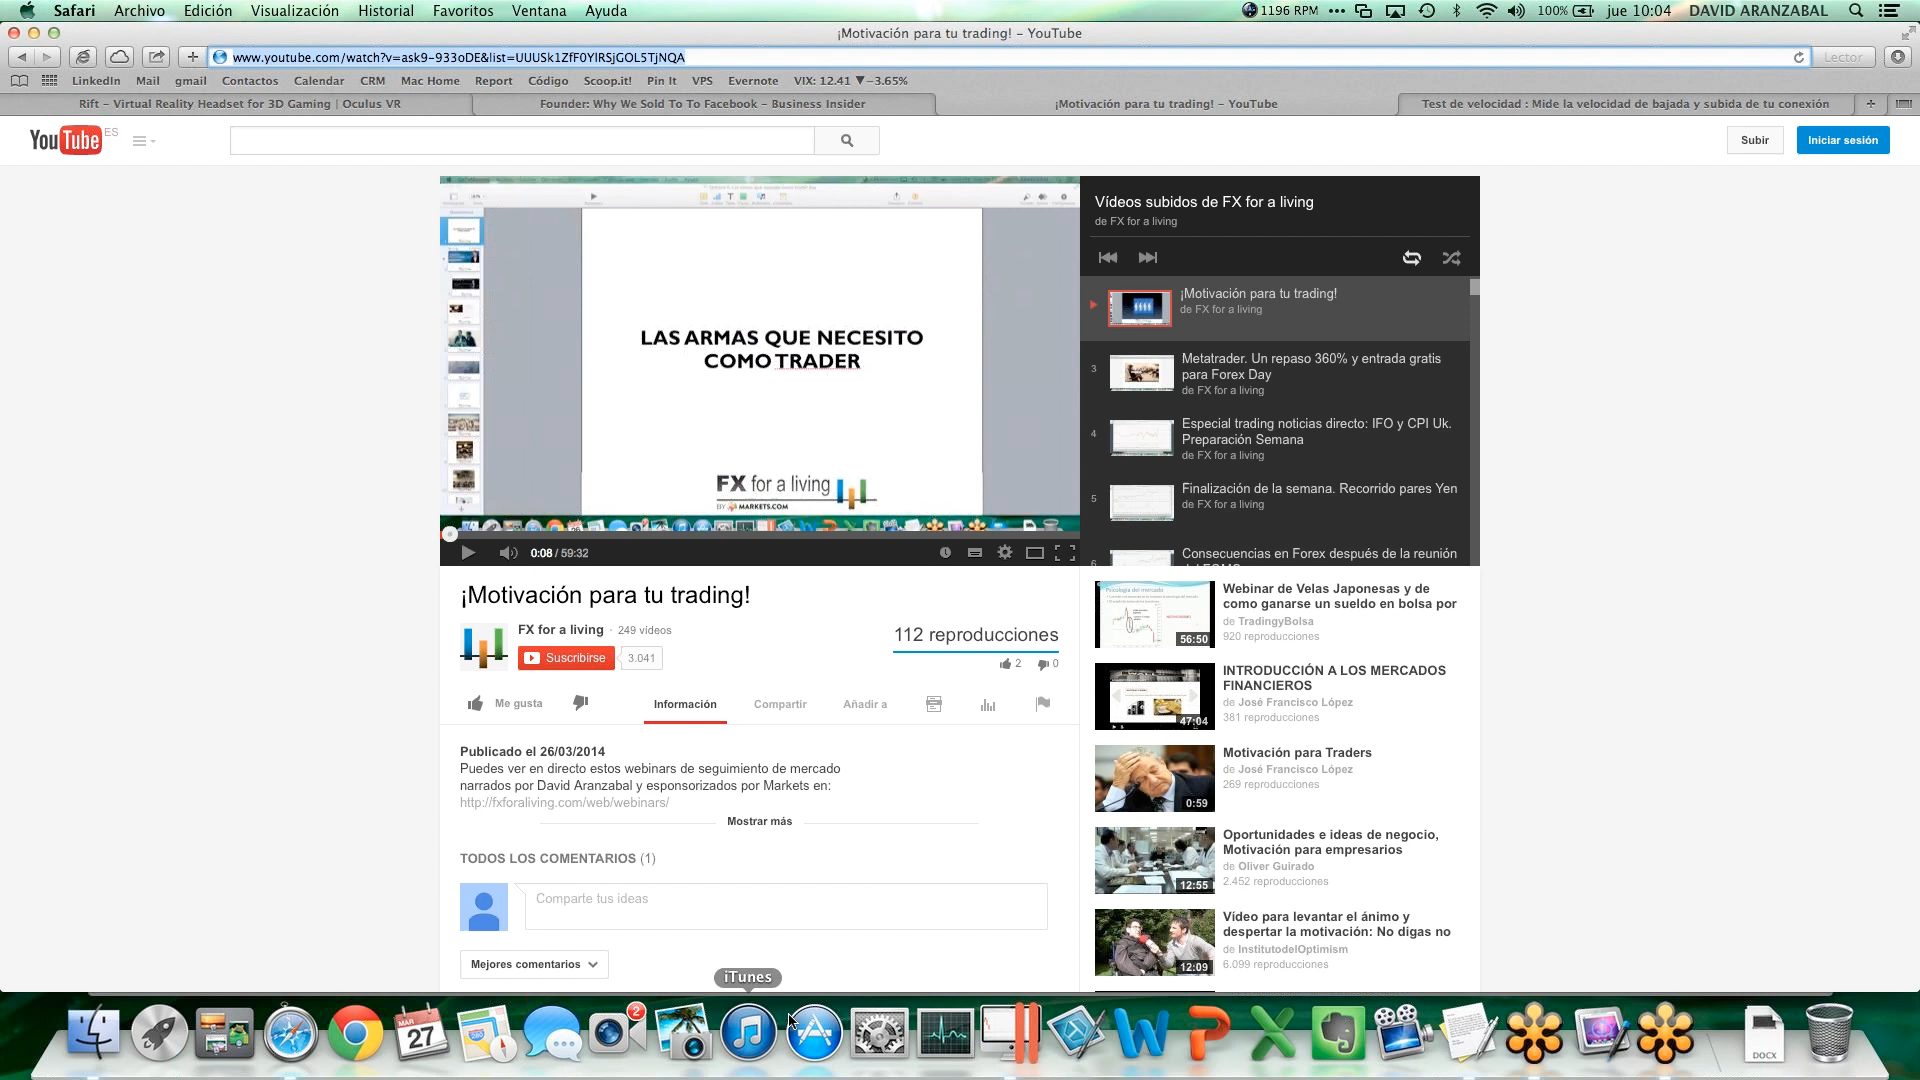 Safari Archivo Edición Visualización Historial Favoritos Ventana Ayuda 1196 RPM 100% jue 10:04 DAVID ARANZABAL
¡Motivación para tu trading! – YouTube
www.youtube.com/watch?v=ask9-933oDE&list=UUUSk1ZfF0YlRSjGOL5TjNQA Lector
LinkedIn Mail gmail Contactos Calendar CRM Mac Home Report Código Scoop.it! Pin It VPS Evernote VIX: 12.41 ▼−3.65%
Rift – Virtual Reality Headset for 3D Gaming | Oculus VR Founder: Why We Sold To To Facebook – Business Insider ¡Motivación para tu trading! – YouTube Test de velocidad : Mide la velocidad de bajada y subida de tu conexión
YouTube ES Subir Iniciar sesión
LAS ARMAS QUE NECESITO
COMO TRADER
FX for a living
BY MARKETS.COM
0:08 / 59:32
Vídeos subidos de FX for a living
de FX for a living
¡Motivación para tu trading!
de FX for a living
3
Metatrader. Un repaso 360% y entrada gratis
para Forex Day
de FX for a living
4
Especial trading noticias directo: IFO y CPI Uk.
Preparación Semana
de FX for a living
5
Finalización de la semana. Recorrido pares Yen
de FX for a living
6
Consecuencias en Forex después de la reunión
¡Motivación para tu trading!
FX for a living · 249 vídeos
Suscribirse 3.041
112 reproducciones
2 0
Me gusta Información Compartir Añadir a
Publicado el 26/03/2014
Puedes ver en directo estos webinars de seguimiento de mercado
narrados por David Aranzabal y esponsorizados por Markets en:
http://fxforaliving.com/web/webinars/
Mostrar más
TODOS LOS COMENTARIOS (1)
Comparte tus ideas
Mejores comentarios
Psicología del mercado
56:50
Webinar de Velas Japonesas y de
como ganarse un sueldo en bolsa por
de TradingyBolsa
920 reproducciones
47:04
INTRODUCCIÓN A LOS MERCADOS
FINANCIEROS
de José Francisco López
381 reproducciones
0:59
Motivación para Traders
de José Francisco López
269 reproducciones
12:55
Oportunidades e ideas de negocio,
Motivación para empresarios
de Oliver Guirado
2.452 reproducciones
12:09
Vídeo para levantar el ánimo y
despertar la motivación: No digas no
de InstitutodelOptimism
6.099 reproducciones
iTunes
MAR
27
2
DOCX